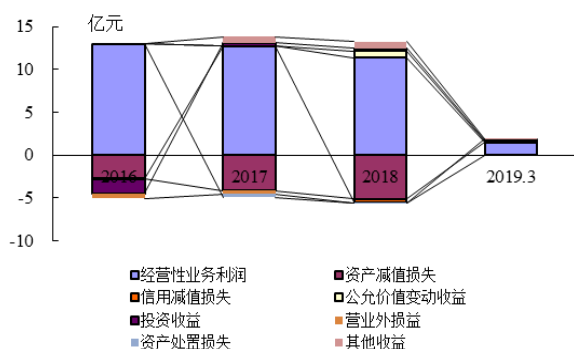 亿元
15
10
5
0
-5
-10
2016
2017
2018
2019.3
经营性业务利润
资产减值损失
信用减值损失
公允价值变动收益
投资收益
营业外损益
资产处置损失
其他收益